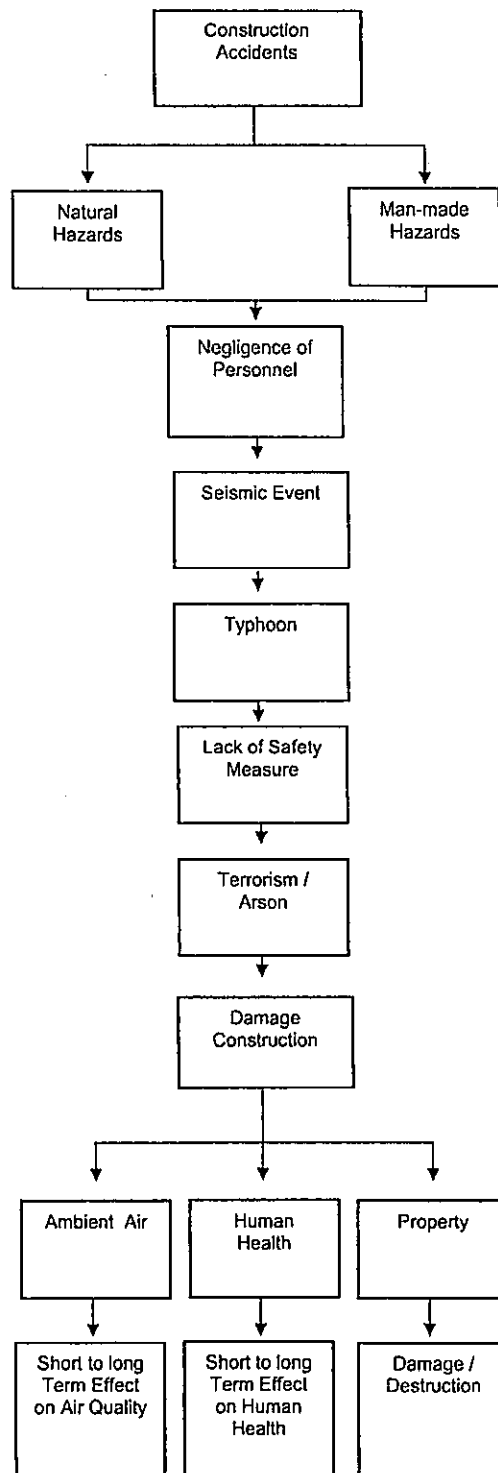 Construction
Accidents
Natural
Hazards
Man-made
Hazards
Negligence of
Personnel
Seismic Event
Typhoon
Lack of Safety
Measure
Terrorism /
Arson
Damage
Construction
Ambient Air
Human
Health
Property
Short to long
Term Effect
on Air Quality
Short to long
Term Effect
on Human
Health
Damage /
Destruction